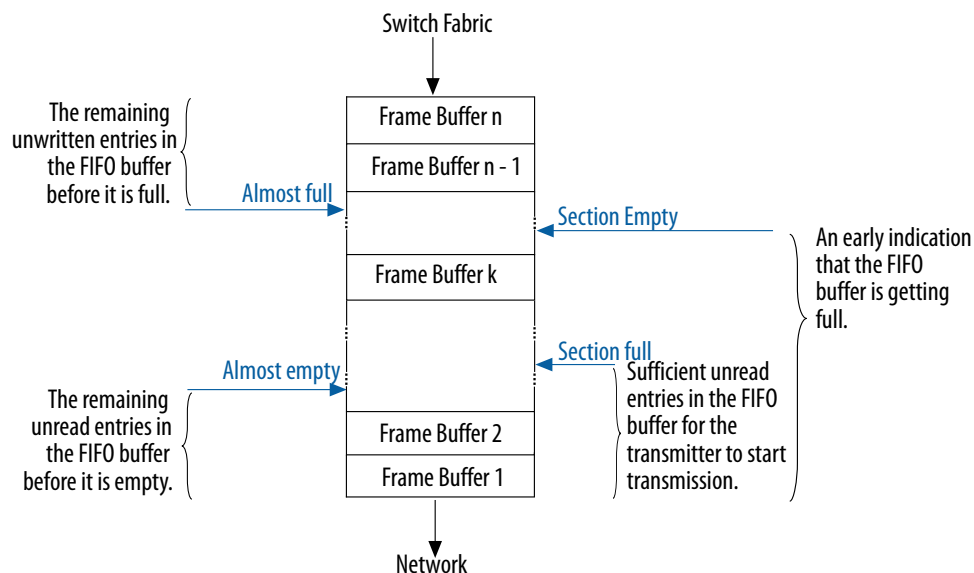 Switch Fabric
The remaining
unwritten entries in
the FIFO buffer
before it is full.
Frame Buffer n
Frame Buffer n - 1
Almost full
Section Empty
An early indication
that the FIFO
buffer is getting
full.
Frame Buffer k
Section full
Almost empty
Sufficient unread
entries in the FIFO
buffer for the
transmitter to start
transmission.
The remaining
unread entries in
the FIFO buffer
before it is empty.
Frame Buffer 2
Frame Buffer 1
Network